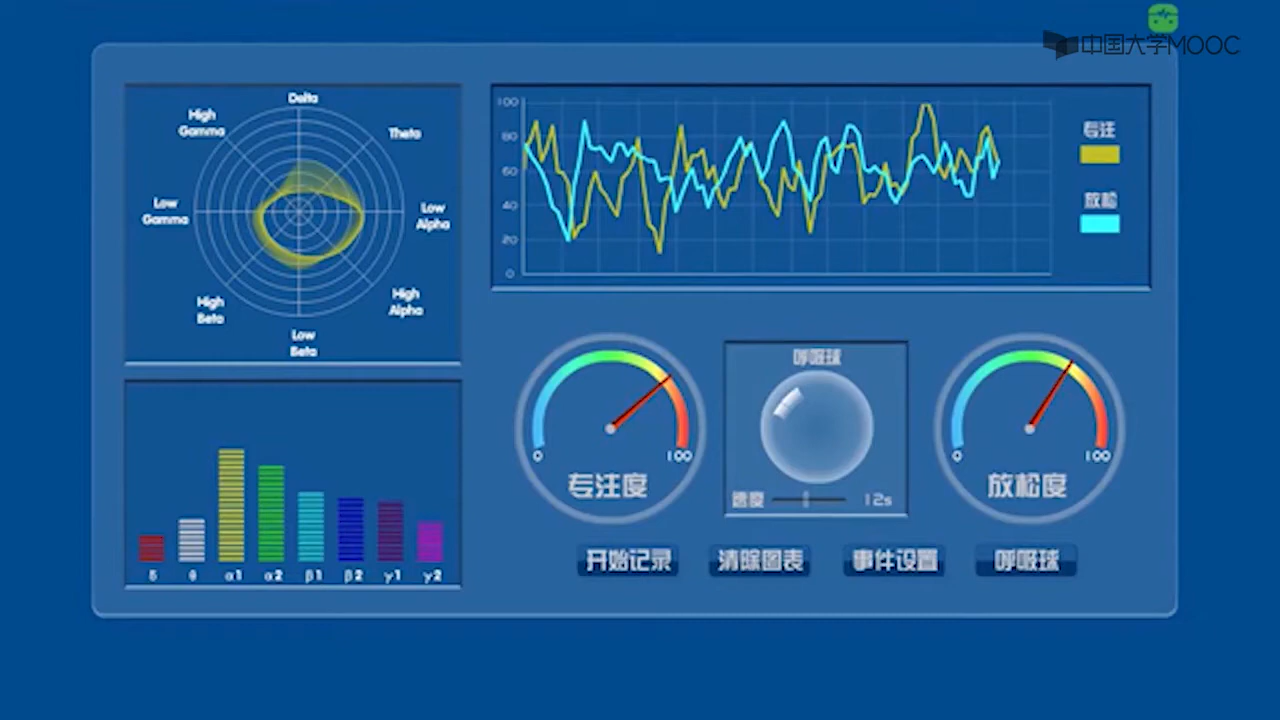 中国大学MOOC
Delta
Theta
Low
Alpha
High
Alpha
Low
Beta
High
Beta
Low
Gamma
High
Gamma
100
80
60
40
20
0
专注
放松
δ θ α1 α2 β1 β2 γ1 γ2
0 100
专注度
呼吸球
速度 12s
0 100
放松度
开始记录 清除图表 事件设置 呼吸球